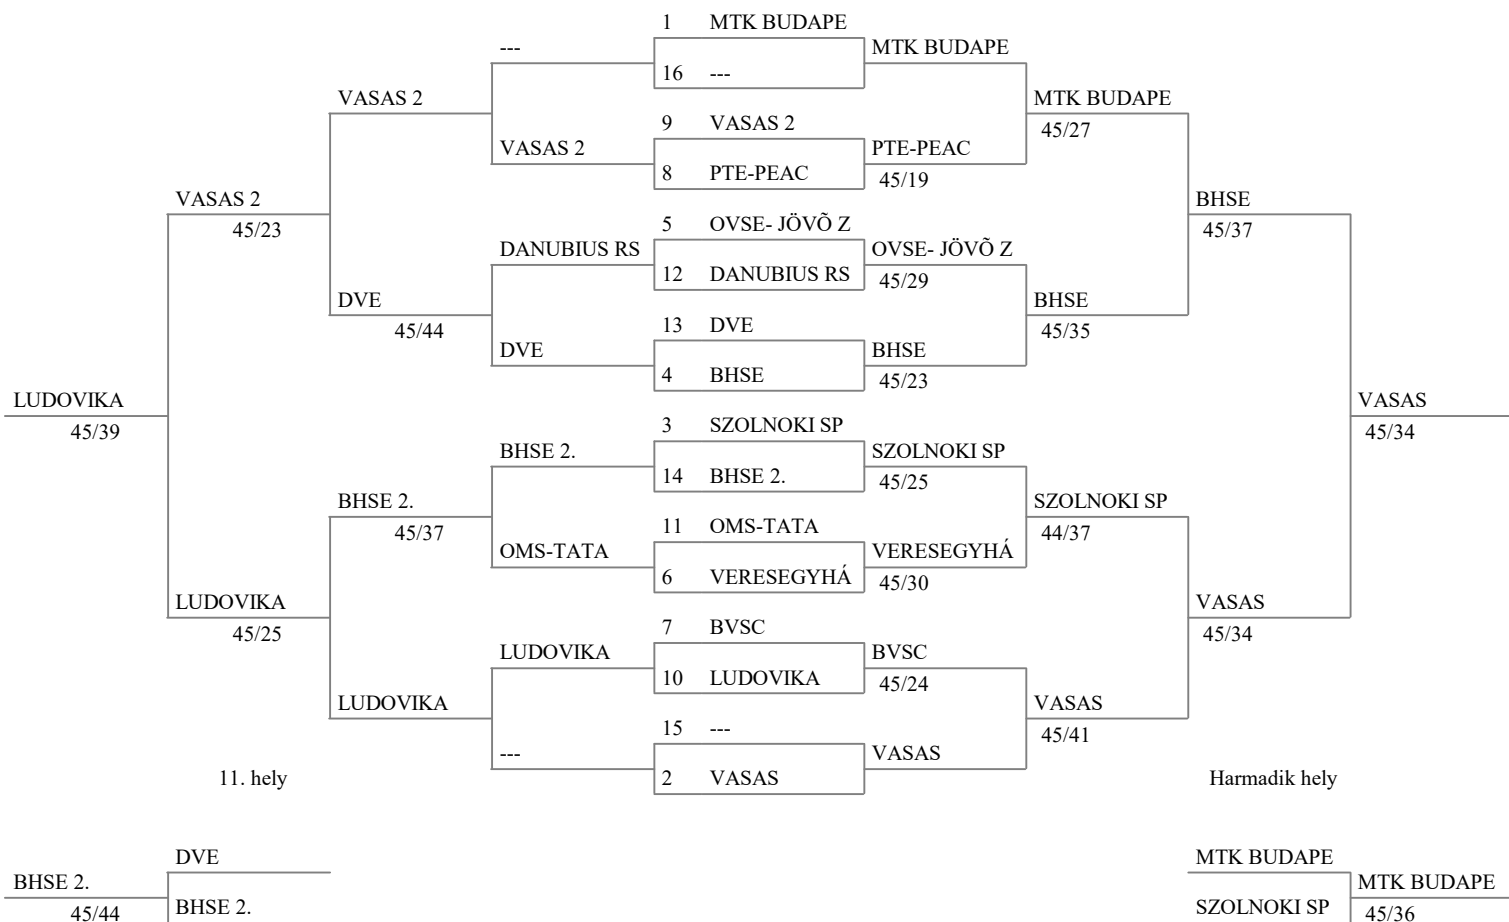 1 MTK BUDAPE
--- MTK BUDAPE
16 ---
VASAS 2 MTK BUDAPE
9 VASAS 2 45/27
VASAS 2 PTE-PEAC
8 PTE-PEAC 45/19
VASAS 2 BHSE
45/23 5 OVSE- JÖVÕ Z 45/37
DANUBIUS RS OVSE- JÖVÕ Z
12 DANUBIUS RS 45/29
DVE BHSE
45/44 13 DVE 45/35
DVE BHSE
4 BHSE 45/23
LUDOVIKA VASAS
45/39 3 SZOLNOKI SP 45/34
BHSE 2. SZOLNOKI SP
14 BHSE 2. 45/25
BHSE 2. SZOLNOKI SP
45/37 11 OMS-TATA 44/37
OMS-TATA VERESEGYHÁ
6 VERESEGYHÁ 45/30
LUDOVIKA VASAS
45/25 7 BVSC 45/34
LUDOVIKA BVSC
10 LUDOVIKA 45/24
LUDOVIKA VASAS
15 --- 45/41
--- VASAS
11. hely 2 VASAS Harmadik hely
DVE MTK BUDAPE
BHSE 2. MTK BUDAPE
45/44 BHSE 2. SZOLNOKI SP 45/36